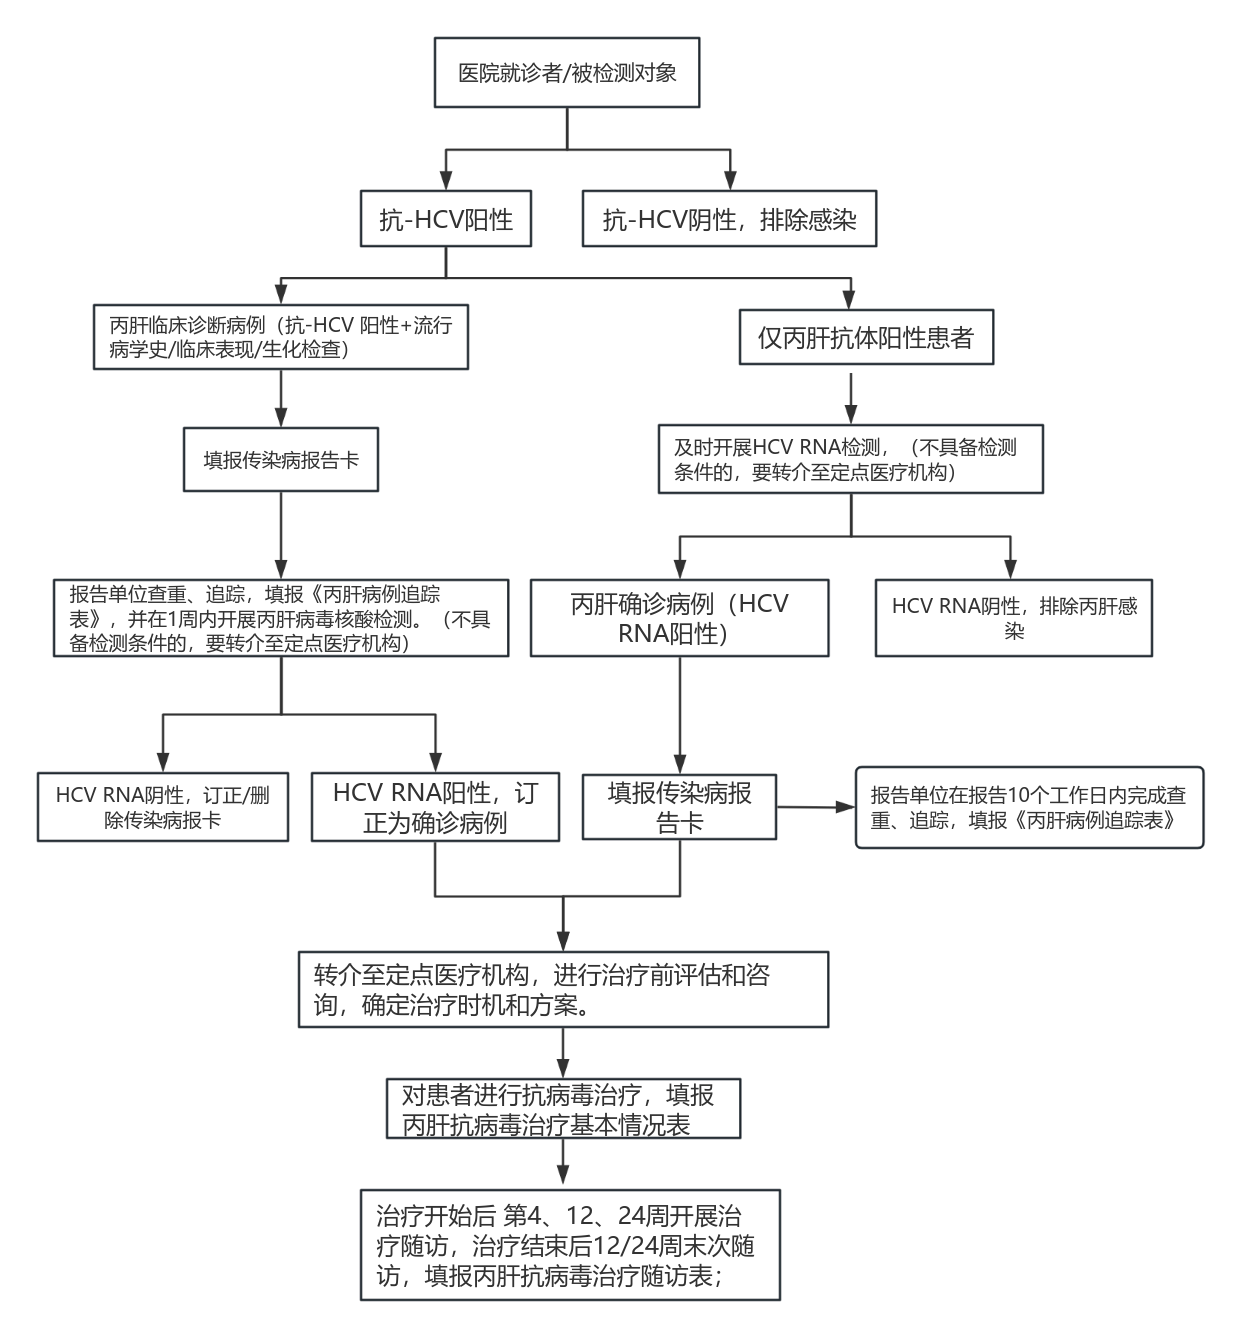 医院就诊者/被检测对象
抗-HCV阳性
抗-HCV阴性，排除感染
丙肝临床诊断病例（抗-HCV 阳性+流行
病学史/临床表现/生化检查）
仅丙肝抗体阳性患者
填报传染病报告卡
及时开展HCV RNA检测，（不具备检测
条件的，要转介至定点医疗机构）
报告单位查重、追踪，填报《丙肝病例追踪
表》，并在1周内开展丙肝病毒核酸检测。（不具
备检测条件的，要转介至定点医疗机构）
丙肝确诊病例（HCV
RNA阳性）
HCV RNA阴性，排除丙肝感
染
HCV RNA阴性，订正/删
除传染病报卡
HCV RNA阳性，订
正为确诊病例
填报传染病报
告卡
报告单位在报告10个工作日内完成查
重、追踪，填报《丙肝病例追踪表》
转介至定点医疗机构，进行治疗前评估和咨
询，确定治疗时机和方案。
对患者进行抗病毒治疗，填报
丙肝抗病毒治疗基本情况表
治疗开始后 第4、12、24周开展治
疗随访，治疗结束后12/24周末次随
访，填报丙肝抗病毒治疗随访表；